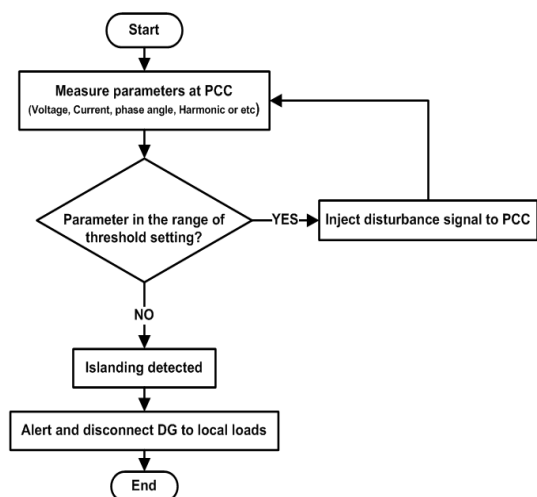 Start
Measure parameters at PCC
(Voltage, Current, phase angle, Harmonic or etc)
Parameter in the range of
threshold setting?
YES
Inject disturbance signal to PCC
NO
Islanding detected
Alert and disconnect DG to local loads
End